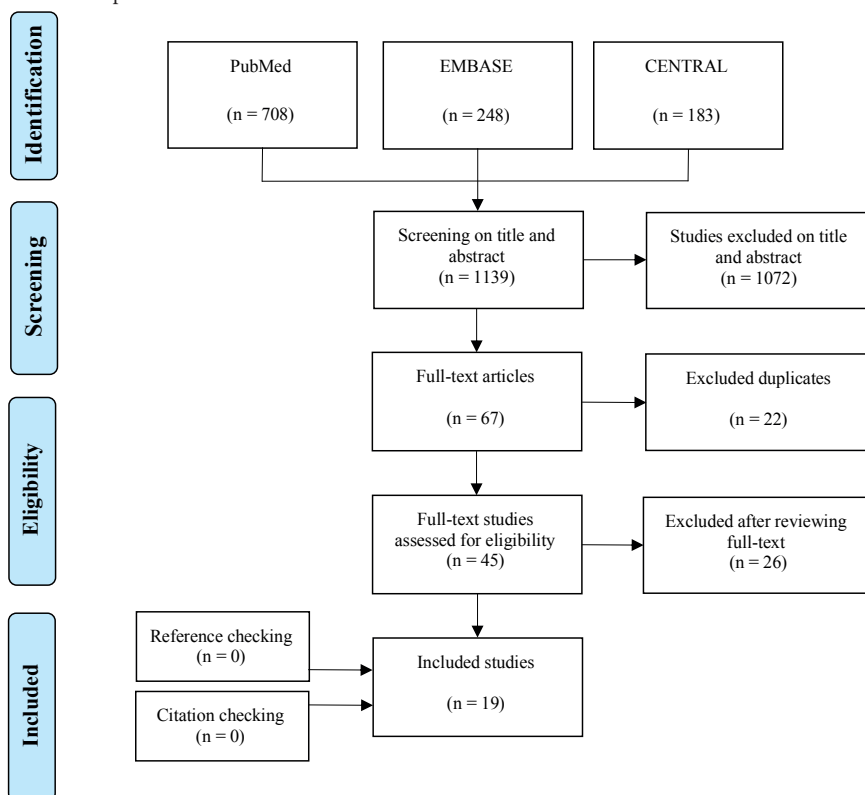 Identification
PubMed
(n = 708)
EMBASE
(n = 248)
CENTRAL
(n = 183)
Screening
Screening on title and
abstract
(n = 1139)
Studies excluded on title
and abstract
(n = 1072)
Full-text articles
(n = 67)
Excluded duplicates
(n = 22)
Eligibility
Full-text studies
assessed for eligibility
(n = 45)
Excluded after reviewing
full-text
(n = 26)
Included
Reference checking
(n = 0)
Citation checking
(n = 0)
Included studies
(n = 19)